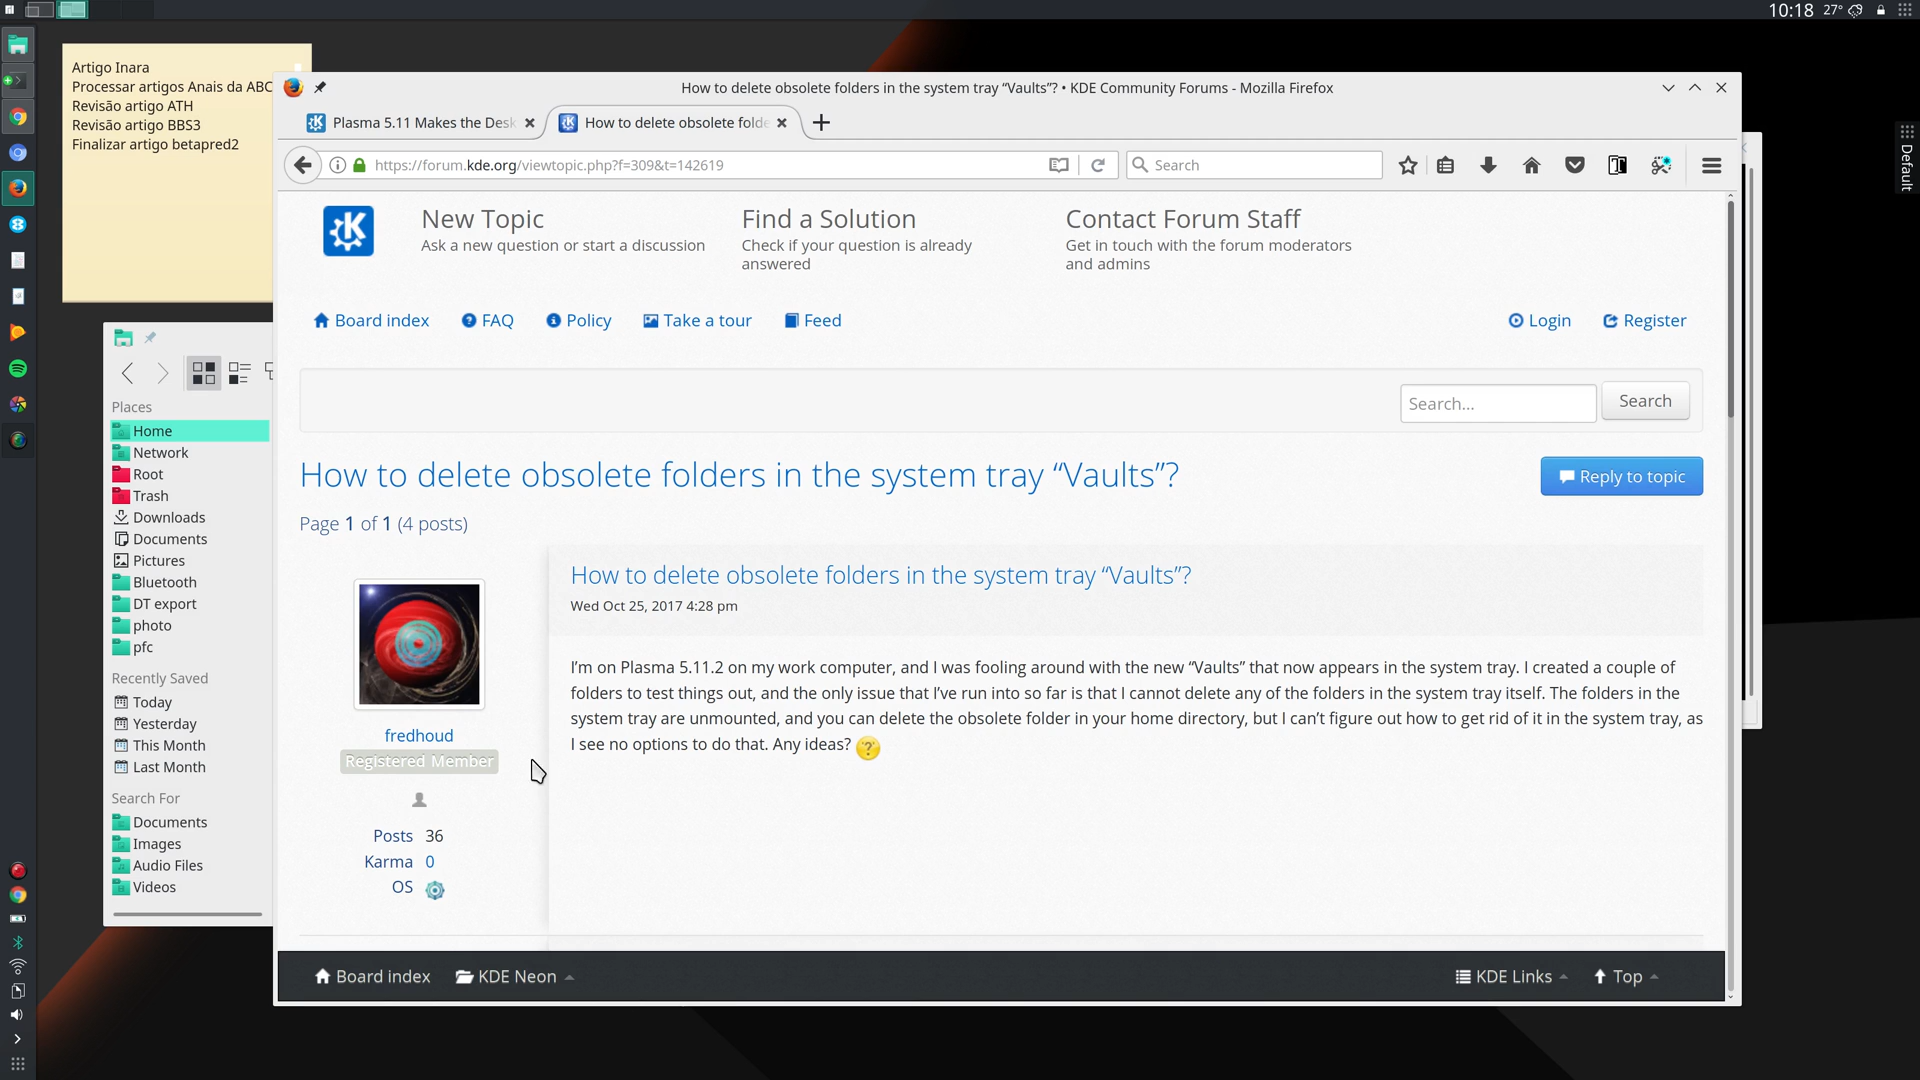 10:18 27°
Default
Artigo Inara
Processar artigos Anais da ABC
Revisão artigo ATH
Revisão artigo BBS3
Finalizar artigo betapred2
Places
Home
Network
Root
Trash
Downloads
Documents
Pictures
Bluetooth
DT export
photo
pfc
Recently Saved
Today
Yesterday
This Month
Last Month
Search For
Documents
Images
Audio Files
Videos
How to delete obsolete folders in the system tray “Vaults”? • KDE Community Forums - Mozilla Firefox
Plasma 5.11 Makes the Desk How to delete obsolete folde
https://forum.kde.org/viewtopic.php?f=309&t=142619 Search
New Topic Find a Solution Contact Forum Staff
Ask a new question or start a discussion Check if your question is already Get in touch with the forum moderators
answered and admins
Board index FAQ Policy Take a tour Feed Login Register
Search... Search
How to delete obsolete folders in the system tray “Vaults”? Reply to topic
Page 1 of 1 (4 posts)
How to delete obsolete folders in the system tray “Vaults”?
Wed Oct 25, 2017 4:28 pm
I’m on Plasma 5.11.2 on my work computer, and I was fooling around with the new “Vaults” that now appears in the system tray. I created a couple of
folders to test things out, and the only issue that I’ve run into so far is that I cannot delete any of the folders in the system tray itself. The folders in the
system tray are unmounted, and you can delete the obsolete folder in your home directory, but I can’t figure out how to get rid of it in the system tray, as
I see no options to do that. Any ideas?
fredhoud
Registered Member
Posts 36
Karma 0
OS
Board index KDE Neon KDE Links Top